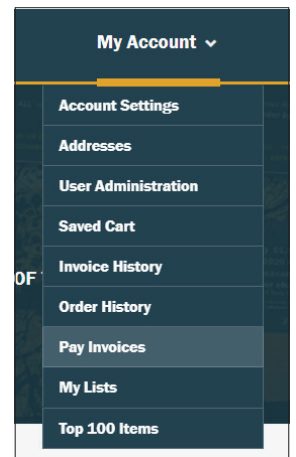 My Account
Account Settings
Addresses
User Administration
Saved Cart
Invoice History
OF
Order History
Pay Invoices
My Lists
Top 100 Items